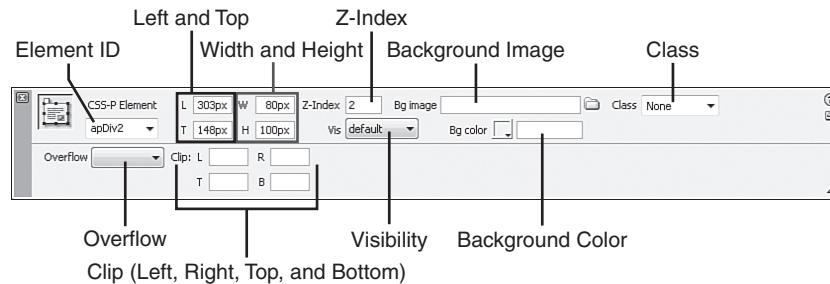 Left and Top Z-Index
Element ID Width and Height Background Image Class
CSS-P Element L 303px W 80px Z-Index 2 Bg image Class None
apDiv2 T 148px H 100px Vis default Bg color
Overflow Clip: L R
T B
Overflow Visibility Background Color
Clip (Left, Right, Top, and Bottom)